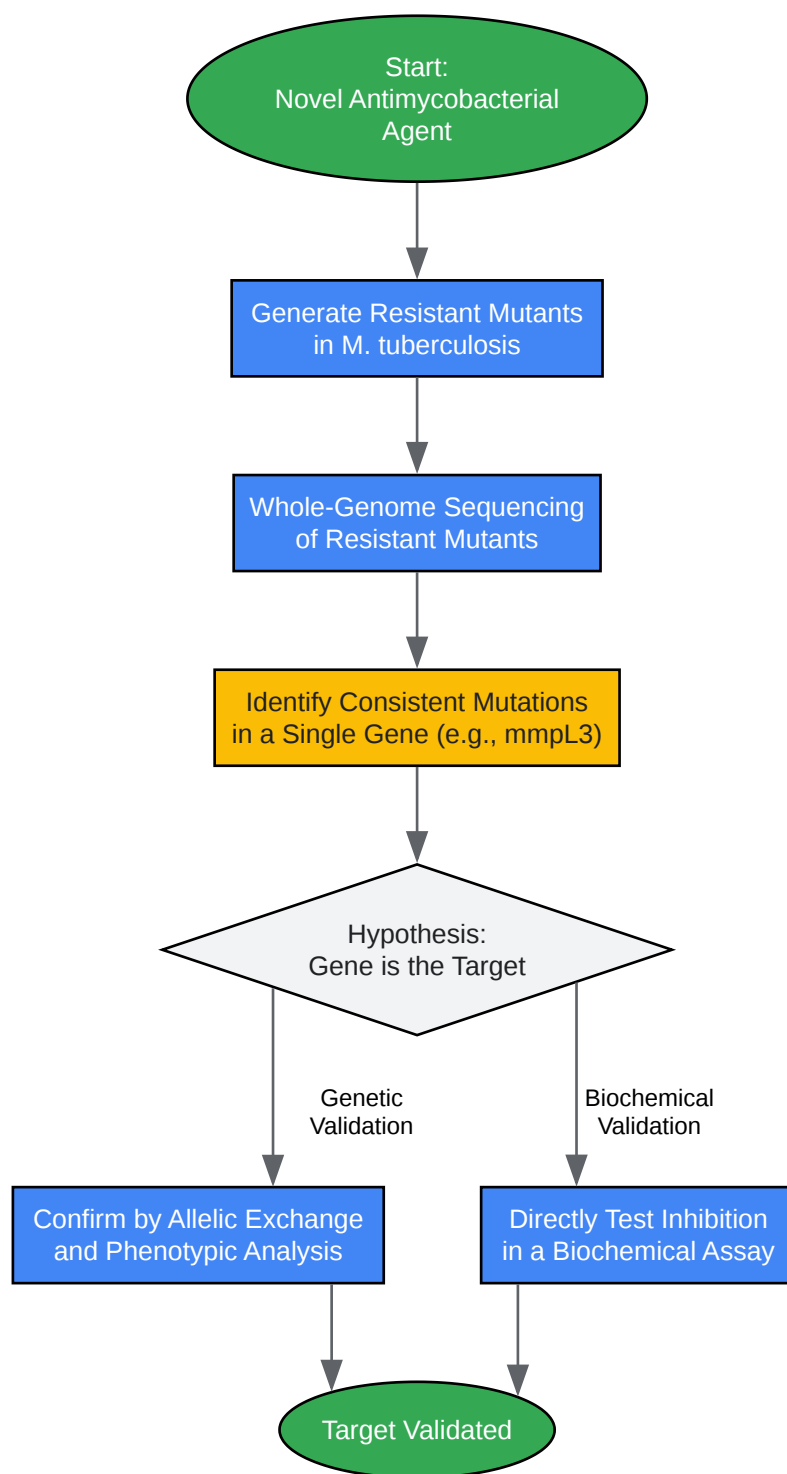 Start:
Novel Antimycobacterial
Agent
Generate Resistant Mutants
in M. tuberculosis
Whole-Genome Sequencing
of Resistant Mutants
Identify Consistent Mutations
in a Single Gene (e.g., mmpL3)
Hypothesis:
Gene is the Target
Genetic
Validation
Biochemical
Validation
Confirm by Allelic Exchange
and Phenotypic Analysis
Directly Test Inhibition
in a Biochemical Assay
Target Validated